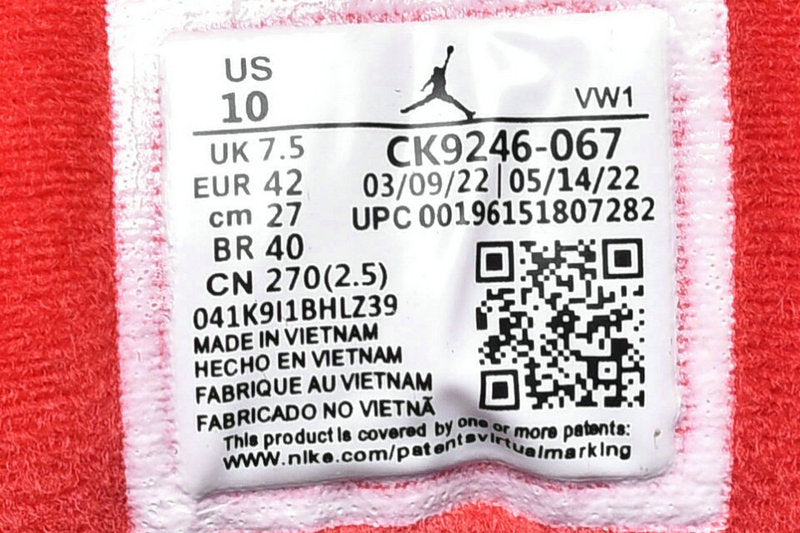 US
10
VW1
UK 7.5
EUR 42
cm 27
BR 40
CN 270(2.5)
CK9246-067
03/09/22|05/14/22
UPC 00196151807282
041K9I1BHLZ39
MADE IN VIETNAM
HECHO EN VIETNAM
FABRIQUE AU VIETNAM
FABRICADO NO VIETNÃ
This product is covered by one or more patents:
www.nike.com/patentsvirtualmarking